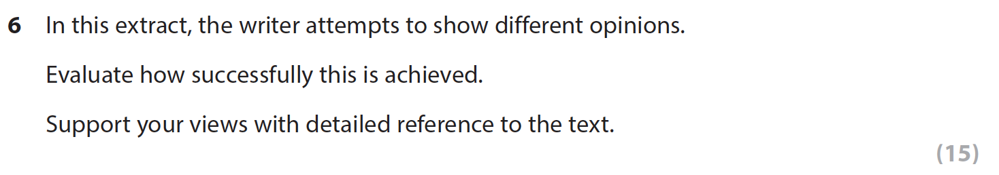 6 In this extract, the writer attempts to show different opinions.
Evaluate how successfully this is achieved.
Support your views with detailed reference to the text.
(15)